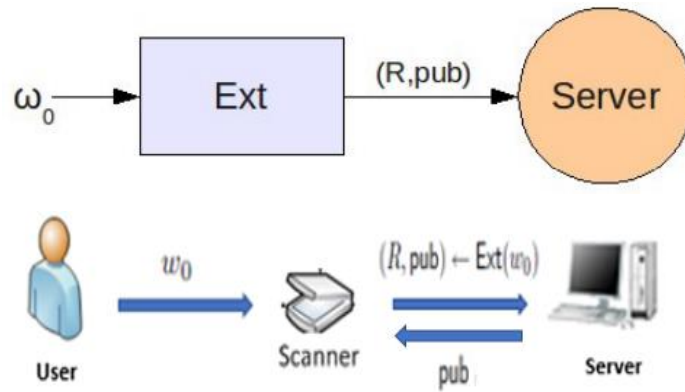 ω₀ Ext (R,pub) Server
w₀ (R, pub) ← Ext(w₀)
User Scanner pub Server